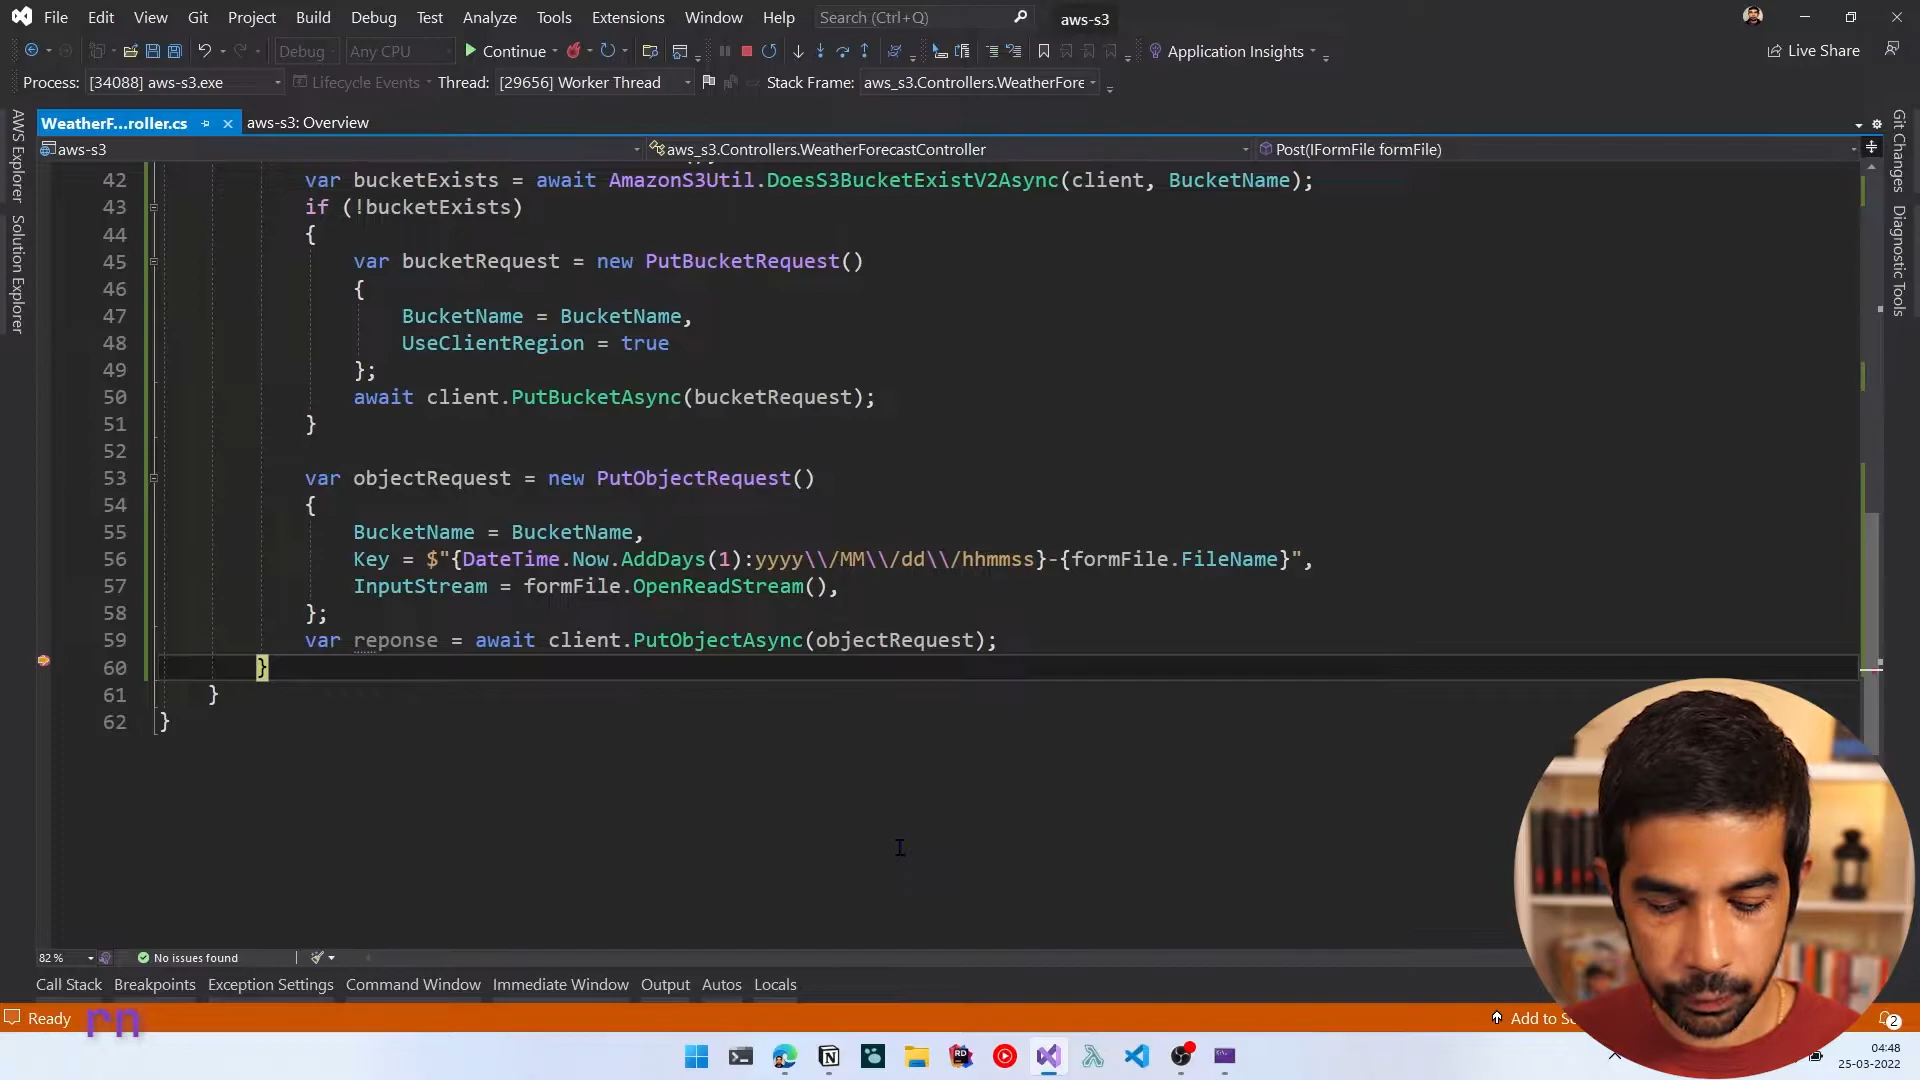 File Edit View Git Project Build Debug Test Analyze Tools Extensions Window Help Search (Ctrl+Q) aws-s3
Debug Any CPU Continue Application Insights Live Share
Process: [34088] aws-s3.exe Lifecycle Events Thread: [29656] Worker Thread Stack Frame: aws_s3.Controllers.WeatherFore
WeatherF...roller.cs aws-s3: Overview
aws-s3 aws_s3.Controllers.WeatherForecastController Post(IFormFile formFile)
AWS Explorer
Solution Explorer
Git Changes
Diagnostic Tools
42 var bucketExists = await AmazonS3Util.DoesS3BucketExistV2Async(client, BucketName);
43 if (!bucketExists)
44 {
45 var bucketRequest = new PutBucketRequest()
46 {
47 BucketName = BucketName,
48 UseClientRegion = true
49 };
50 await client.PutBucketAsync(bucketRequest);
51 }
52
53 var objectRequest = new PutObjectRequest()
54 {
55 BucketName = BucketName,
56 Key = $"{DateTime.Now.AddDays(1):yyyy\\/MM\\/dd\\/hhmmss}-{formFile.FileName}",
57 InputStream = formFile.OpenReadStream(),
58 };
59 var reponse = await client.PutObjectAsync(objectRequest);
60 }
61 }
62 }
82 % No issues found
Call Stack Breakpoints Exception Settings Command Window Immediate Window Output Autos Locals
Ready rn Add to 2
04:48
25-03-2022